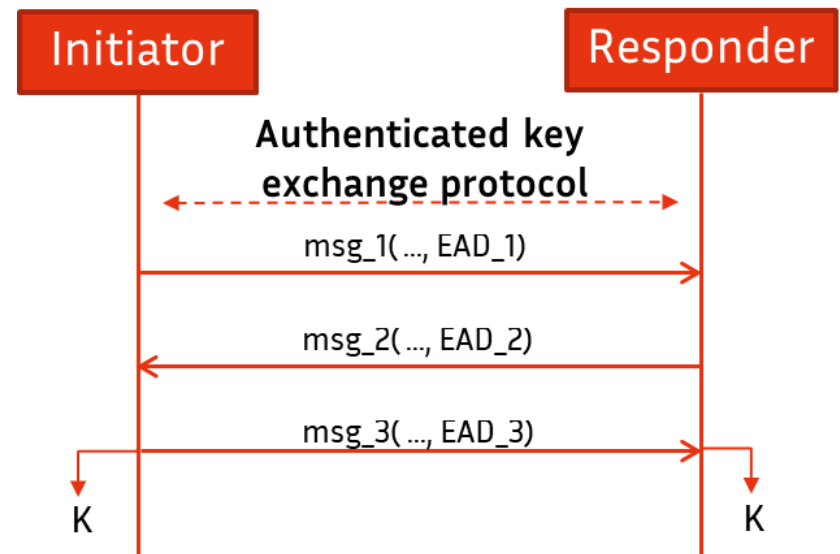 Initiator
Responder
Authenticated key
exchange protocol
msg_1( ..., EAD_1)
msg_2( ..., EAD_2)
msg_3( ..., EAD_3)
K
K